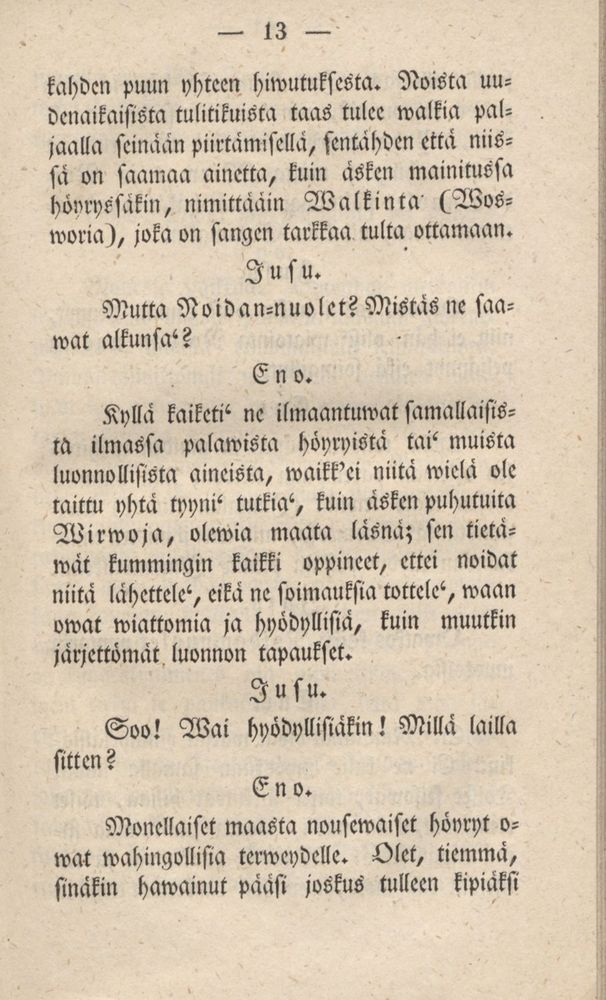 — 13 —
kahden puun yhteen hiwutuksesta. Noista uu=
denaikaisista tulitikuista taas tulee walkia pal=
jaalla seinään piirtämisellä, sentähden että niis=
sä on saamaa ainetta, kuin äsken mainitussa
höyryssäkin, nimittääin Walkinta (Wos=
woria), joka on sangen tarkkaa tulta ottamaan.
Jusu.
Mutta Noidan=nuolet? Mistäs ne saa=
wat alkunsa‘?
Eno.
Kyllä kaiketi‘ ne ilmaantuwat samallaisis=
ta ilmassa palawista höyryistä tai‘ muista
luonnollisista aineista, waikk’ei niitä wielä ole
taittu yhtä tyyni‘ tutkia‘, kuin äsken puhutuita
Wirwoja, olewia maata läsnä; sen tietä=
wät kummingin kaikki oppineet, ettei noidat
niitä lähettele‘, eikä ne soimauksia tottele‘, waan
owat wiattomia ja hyödyllisiä, kuin muutkin
järjettömät luonnon tapaukset.
Jusu.
Soo! Wai hyödyllisiäkin! Millä lailla
sitten?
Eno.
Monellaiset maasta nousewaiset höyryt o=
wat wahingollisia terweydelle. Olet, tiemmä,
sinäkin hawainut pääsi joskus tulleen kipiäksi